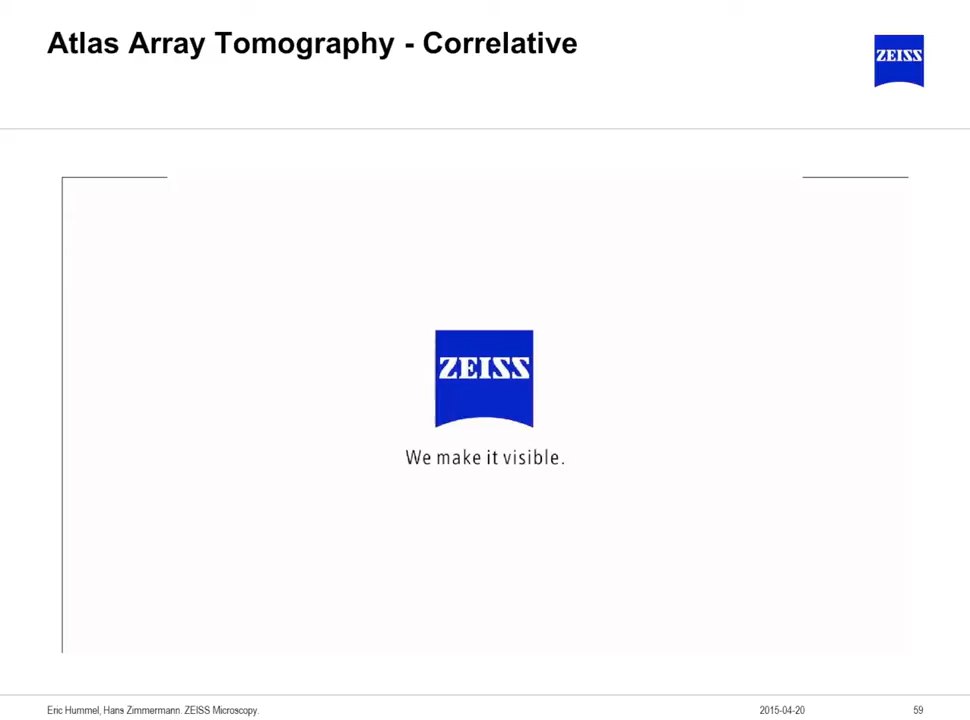 Atlas Array Tomography - Correlative
ZEISS
ZEISS
We make it visible.
Eric Hummel, Hans Zimmermann. ZEISS Microscopy.
2015-04-20
59